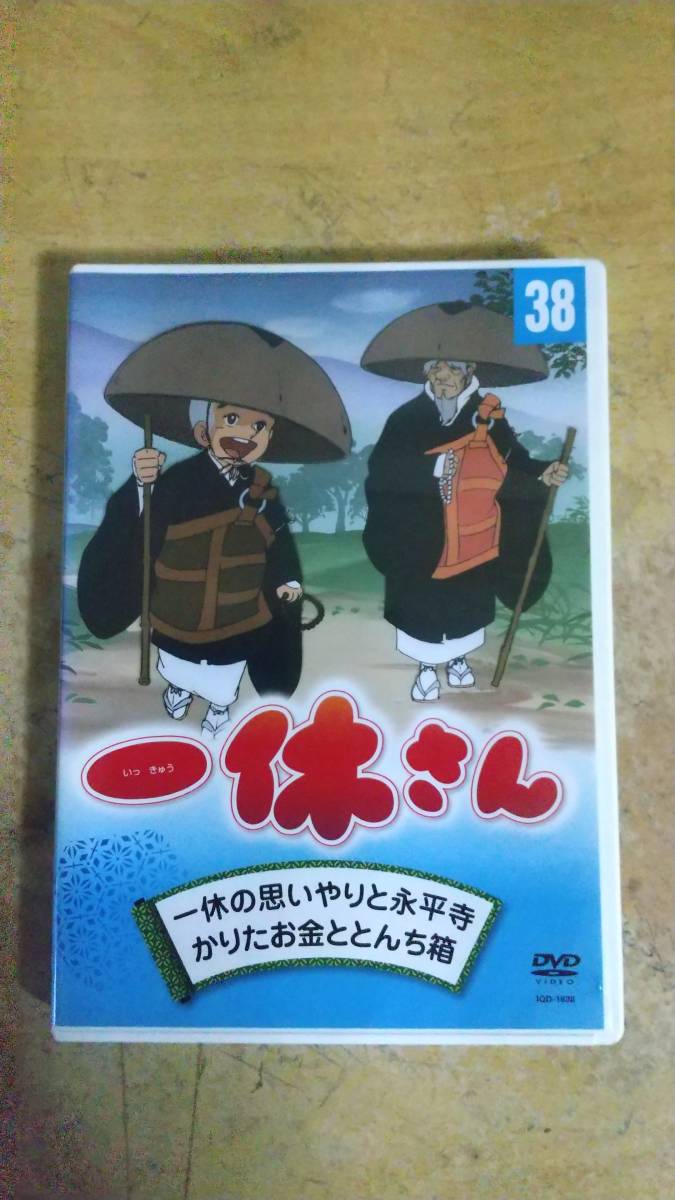 38
一休さん
いっ きゅう
一休の思いやりと永平寺
かりたお金ととんち箱
DVD
VIDEO